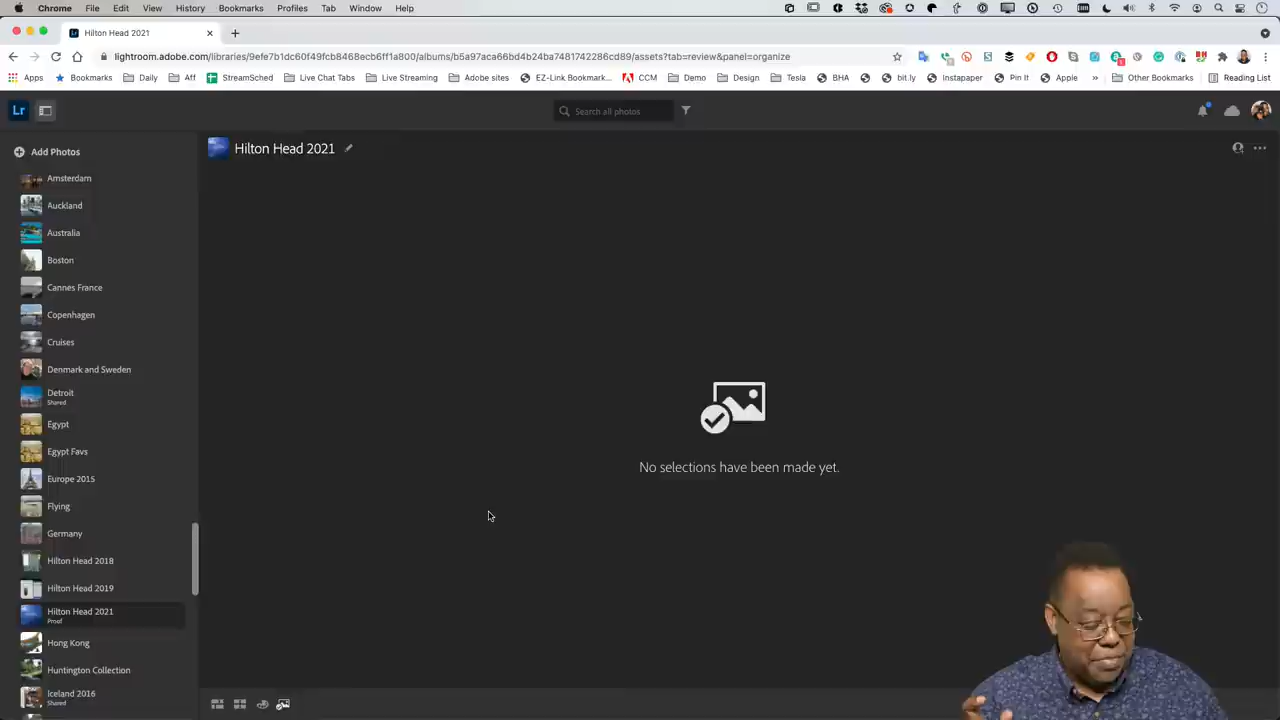 Chrome File Edit View History Bookmarks Profiles Tab Window Help
Hilton Head 2021
lightroom.adobe.com/libraries/9efe7b1dc60f49fcb8468ecb6ff1a800/albums/b5a97aca66bd4b24ba7481742286cd89/assets?tab=review&panel=organize
Apps Bookmarks Daily Aff StreamSched Live Chat Tabs Live Streaming Adobe sites EZ-Link Bookmark... CCM Demo Design Tesla BHA bit.ly Instapaper Pin It Apple » Other Bookmarks Reading List
Lr Search all photos
Add Photos
Hilton Head 2021
Amsterdam
Auckland
Australia
Boston
Cannes France
Copenhagen
Cruises
Denmark and Sweden
Detroit
Shared
Egypt
Egypt Favs
Europe 2015
Flying
Germany
Hilton Head 2018
Hilton Head 2019
Hilton Head 2021
Proof
Hong Kong
Huntington Collection
Iceland 2016
Shared
No selections have been made yet.